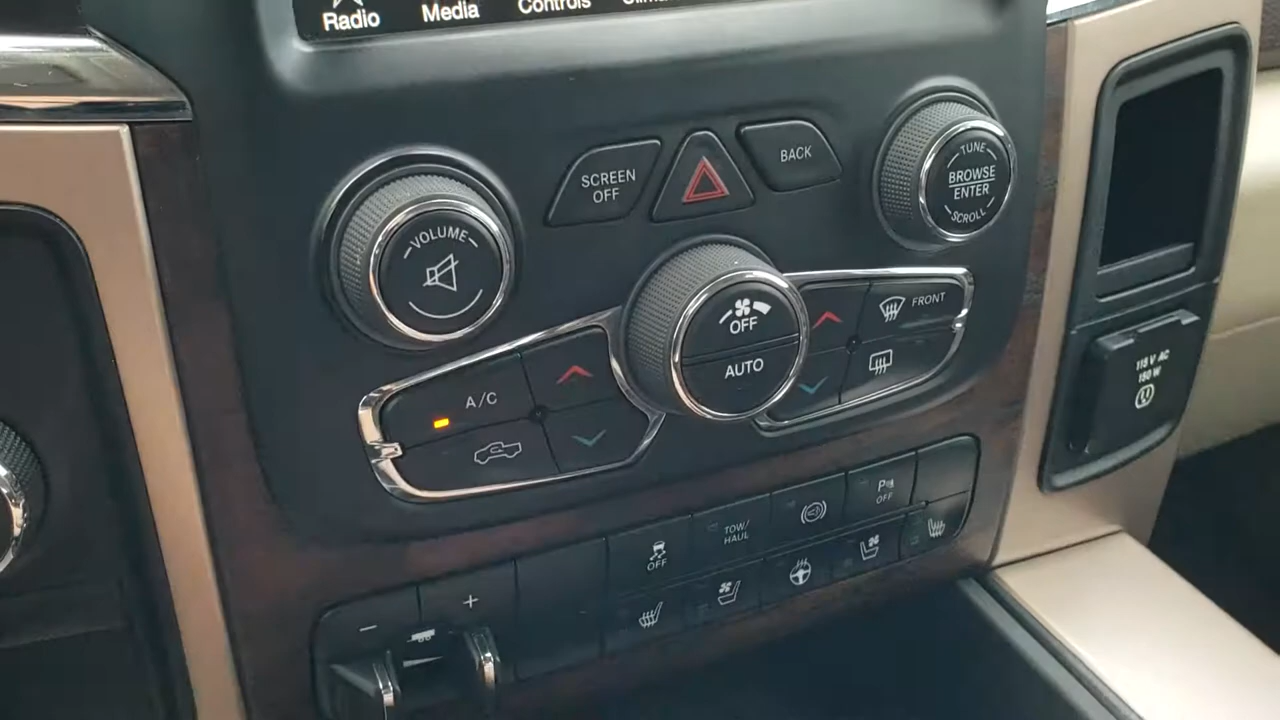 Radio
Media
Controls
SCREEN
OFF
BACK
TUNE
BROWSE
ENTER
SCROLL
VOLUME
OFF
AUTO
FRONT
A/C
115 V AC
150 W
P
OFF
TOW/
HAUL
OFF
+
−